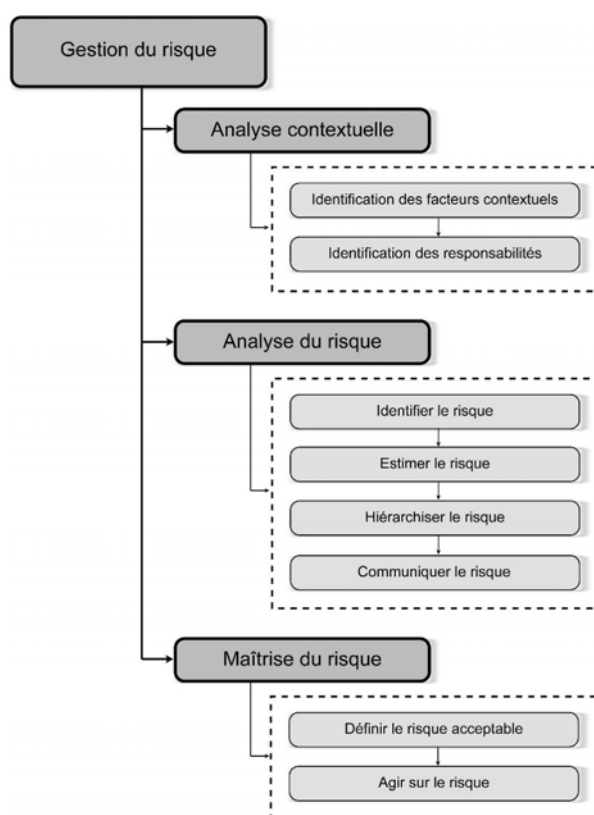 Gestion du risque
Analyse contextuelle
Identification des facteurs contextuels
Identification des responsabilités
Analyse du risque
Identifier le risque
Estimer le risque
Hiérarchiser le risque
Communiquer le risque
Maîtrise du risque
Définir le risque acceptable
Agir sur le risque